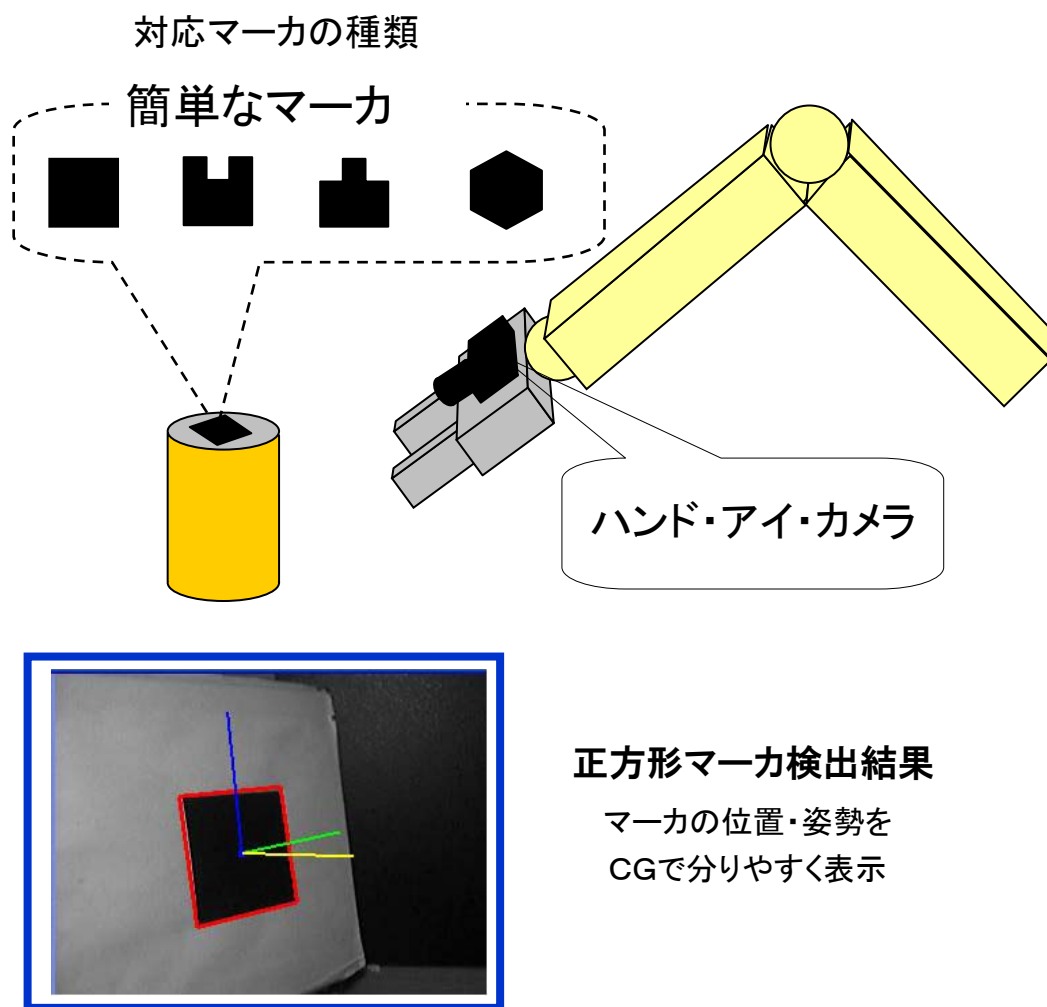 対応マーカの種類
簡単なマーカ
ハンド・アイ・カメラ
正方形マーカ検出結果
マーカの位置・姿勢を
CGで分りやすく表示